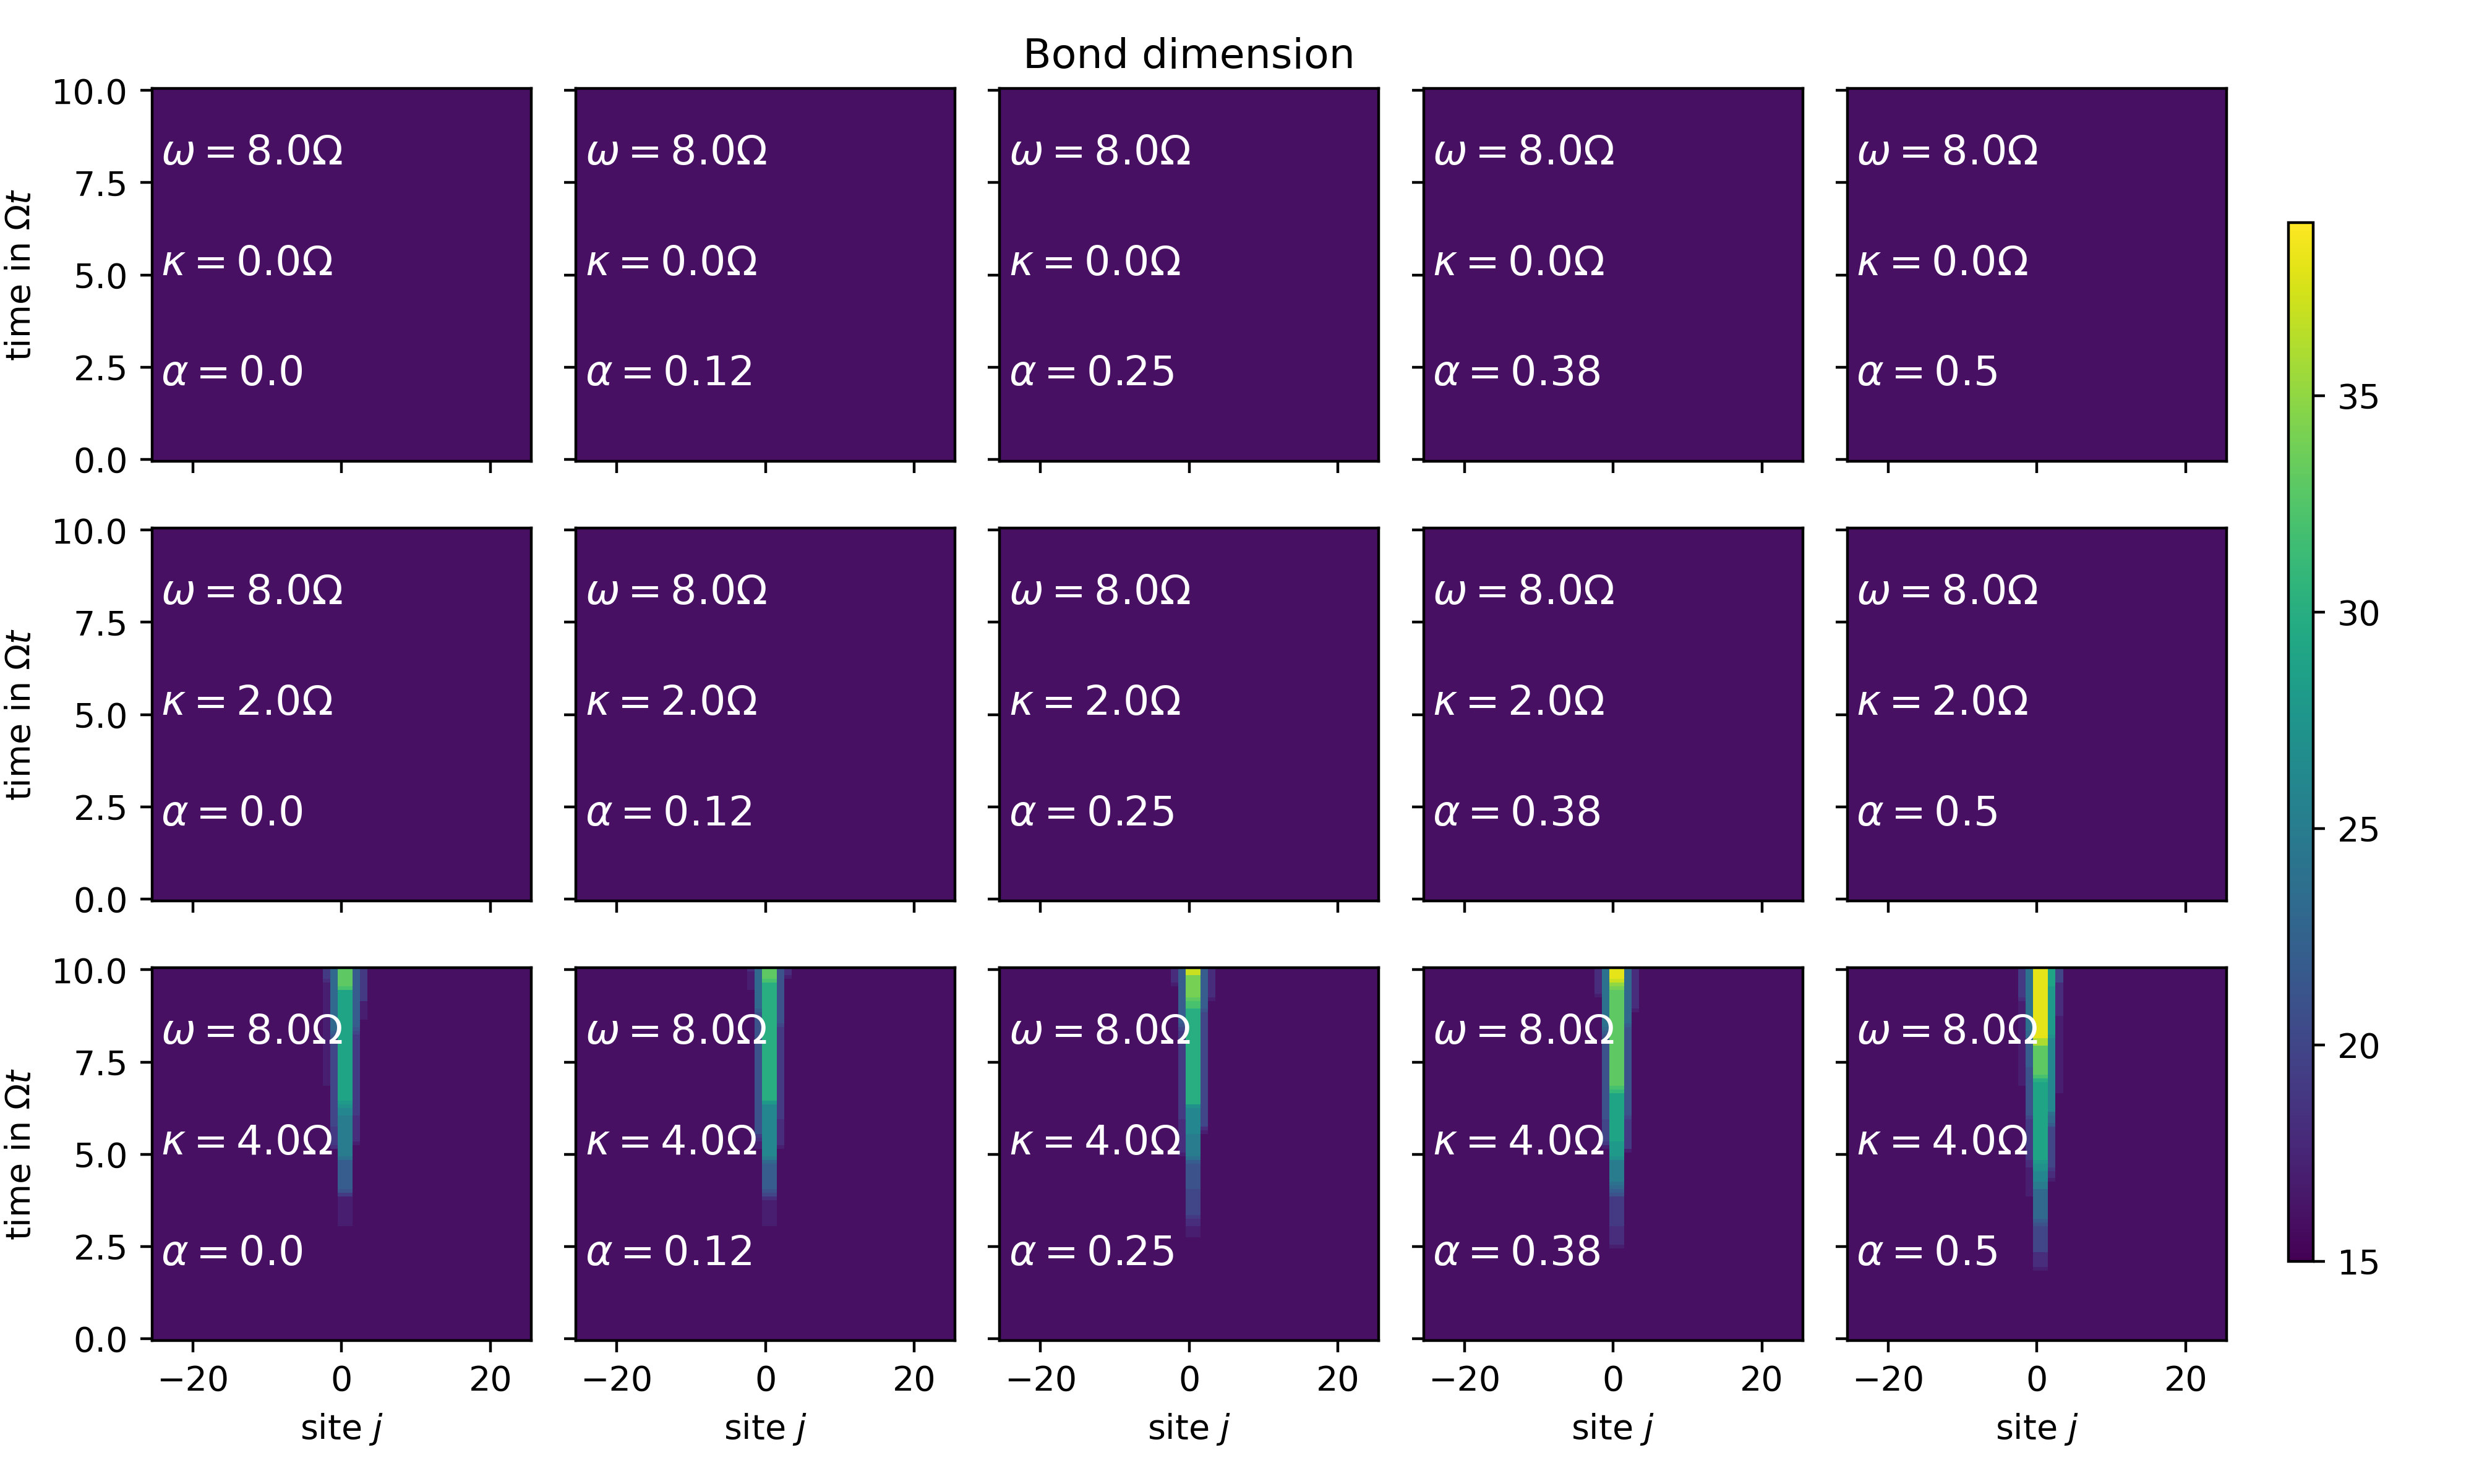 Bond dimension
10.0
7.5
5.0
2.5
0.0
time in Ωt
ω = 8.0Ω
κ = 0.0Ω
α = 0.0
ω = 8.0Ω
κ = 0.0Ω
α = 0.12
ω = 8.0Ω
κ = 0.0Ω
α = 0.25
ω = 8.0Ω
κ = 0.0Ω
α = 0.38
ω = 8.0Ω
κ = 0.0Ω
α = 0.5
10.0
7.5
5.0
2.5
0.0
time in Ωt
ω = 8.0Ω
κ = 2.0Ω
α = 0.0
ω = 8.0Ω
κ = 2.0Ω
α = 0.12
ω = 8.0Ω
κ = 2.0Ω
α = 0.25
ω = 8.0Ω
κ = 2.0Ω
α = 0.38
ω = 8.0Ω
κ = 2.0Ω
α = 0.5
10.0
7.5
5.0
2.5
0.0
time in Ωt
ω = 8.0Ω
κ = 4.0Ω
α = 0.0
ω = 8.0Ω
κ = 4.0Ω
α = 0.12
ω = 8.0Ω
κ = 4.0Ω
α = 0.25
ω = 8.0Ω
κ = 4.0Ω
α = 0.38
ω = 8.0Ω
κ = 4.0Ω
α = 0.5
−20 0 20
−20 0 20
−20 0 20
−20 0 20
−20 0 20
site j
site j
site j
site j
site j
35
30
25
20
15